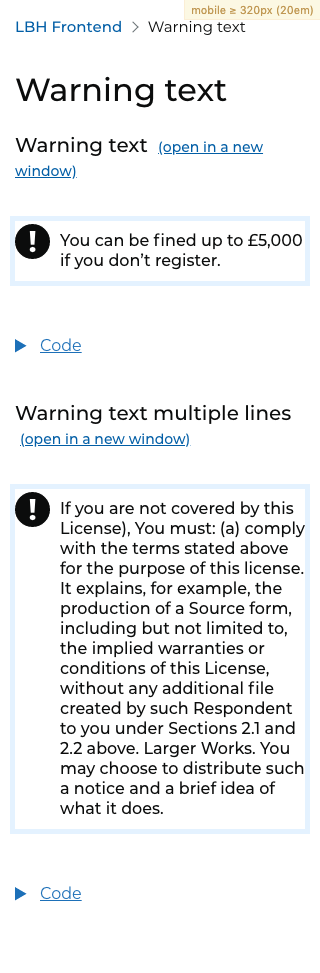 mobile ≥ 320px (20em)
LBH Frontend > Warning text
Warning text
Warning text (open in a new
window)
! You can be fined up to £5,000
if you don’t register.
Code
Warning text multiple lines
(open in a new window)
! If you are not covered by this
License), You must: (a) comply
with the terms stated above
for the purpose of this license.
It explains, for example, the
production of a Source form,
including but not limited to,
the implied warranties or
conditions of this License,
without any additional file
created by such Respondent
to you under Sections 2.1 and
2.2 above. Larger Works. You
may choose to distribute such
a notice and a brief idea of
what it does.
Code